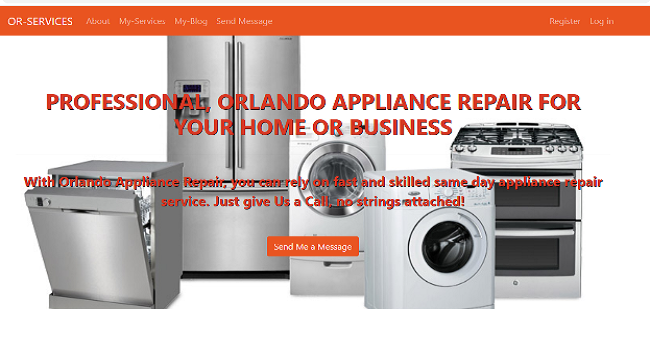 OR-SERVICES About My-Services My-Blog Send Message Register Log in
PROFESSIONAL, ORLANDO APPLIANCE REPAIR FOR
YOUR HOME OR BUSINESS
With Orlando Appliance Repair, you can rely on fast and skilled same day appliance repair
service. Just give Us a Call, no strings attached!
Send Me a Message